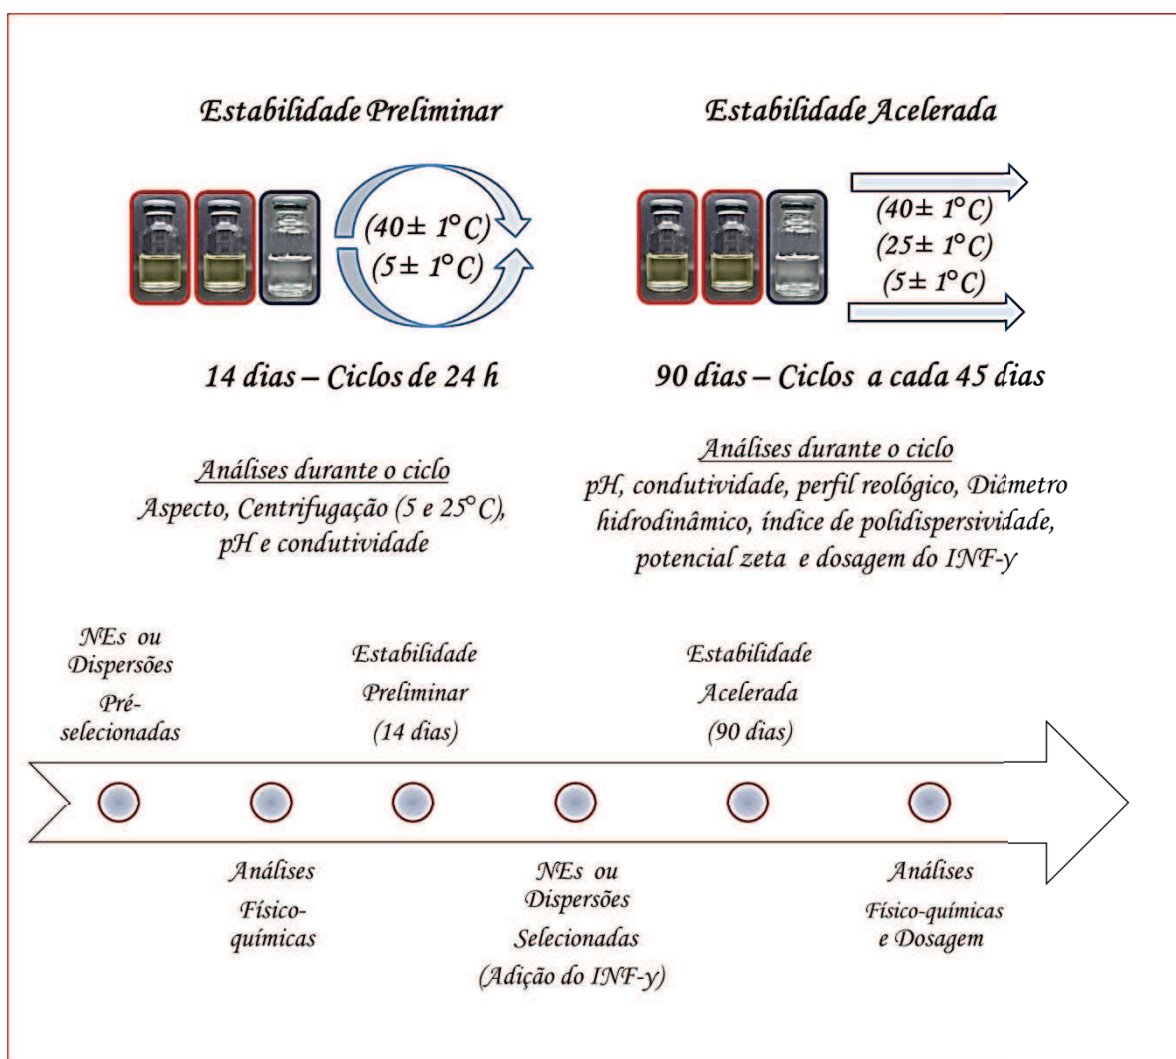 Estabilidade Preliminar
(40± 1°C)
(5± 1°C)
14 dias – Ciclos de 24 h
Análises durante o ciclo
Aspecto, Centrifugação (5 e 25°C),
pH e condutividade
Estabilidade Acelerada
(40± 1°C)
(25± 1°C)
(5± 1°C)
90 dias – Ciclos a cada 45 dias
Análises durante o ciclo
pH, condutividade, perfil reológico, Diâmetro
hidrodinâmico, índice de polidispersividade,
potencial zeta e dosagem do INF-y
NEs ou
Dispersões
Pré-
selecionadas
Análises
Físico-
químicas
Estabilidade
Preliminar
(14 dias)
NEs ou
Dispersões
Selecionadas
(Adição do INF-y)
Estabilidade
Acelerada
(90 dias)
Análises
Físico-químicas
e Dosagem